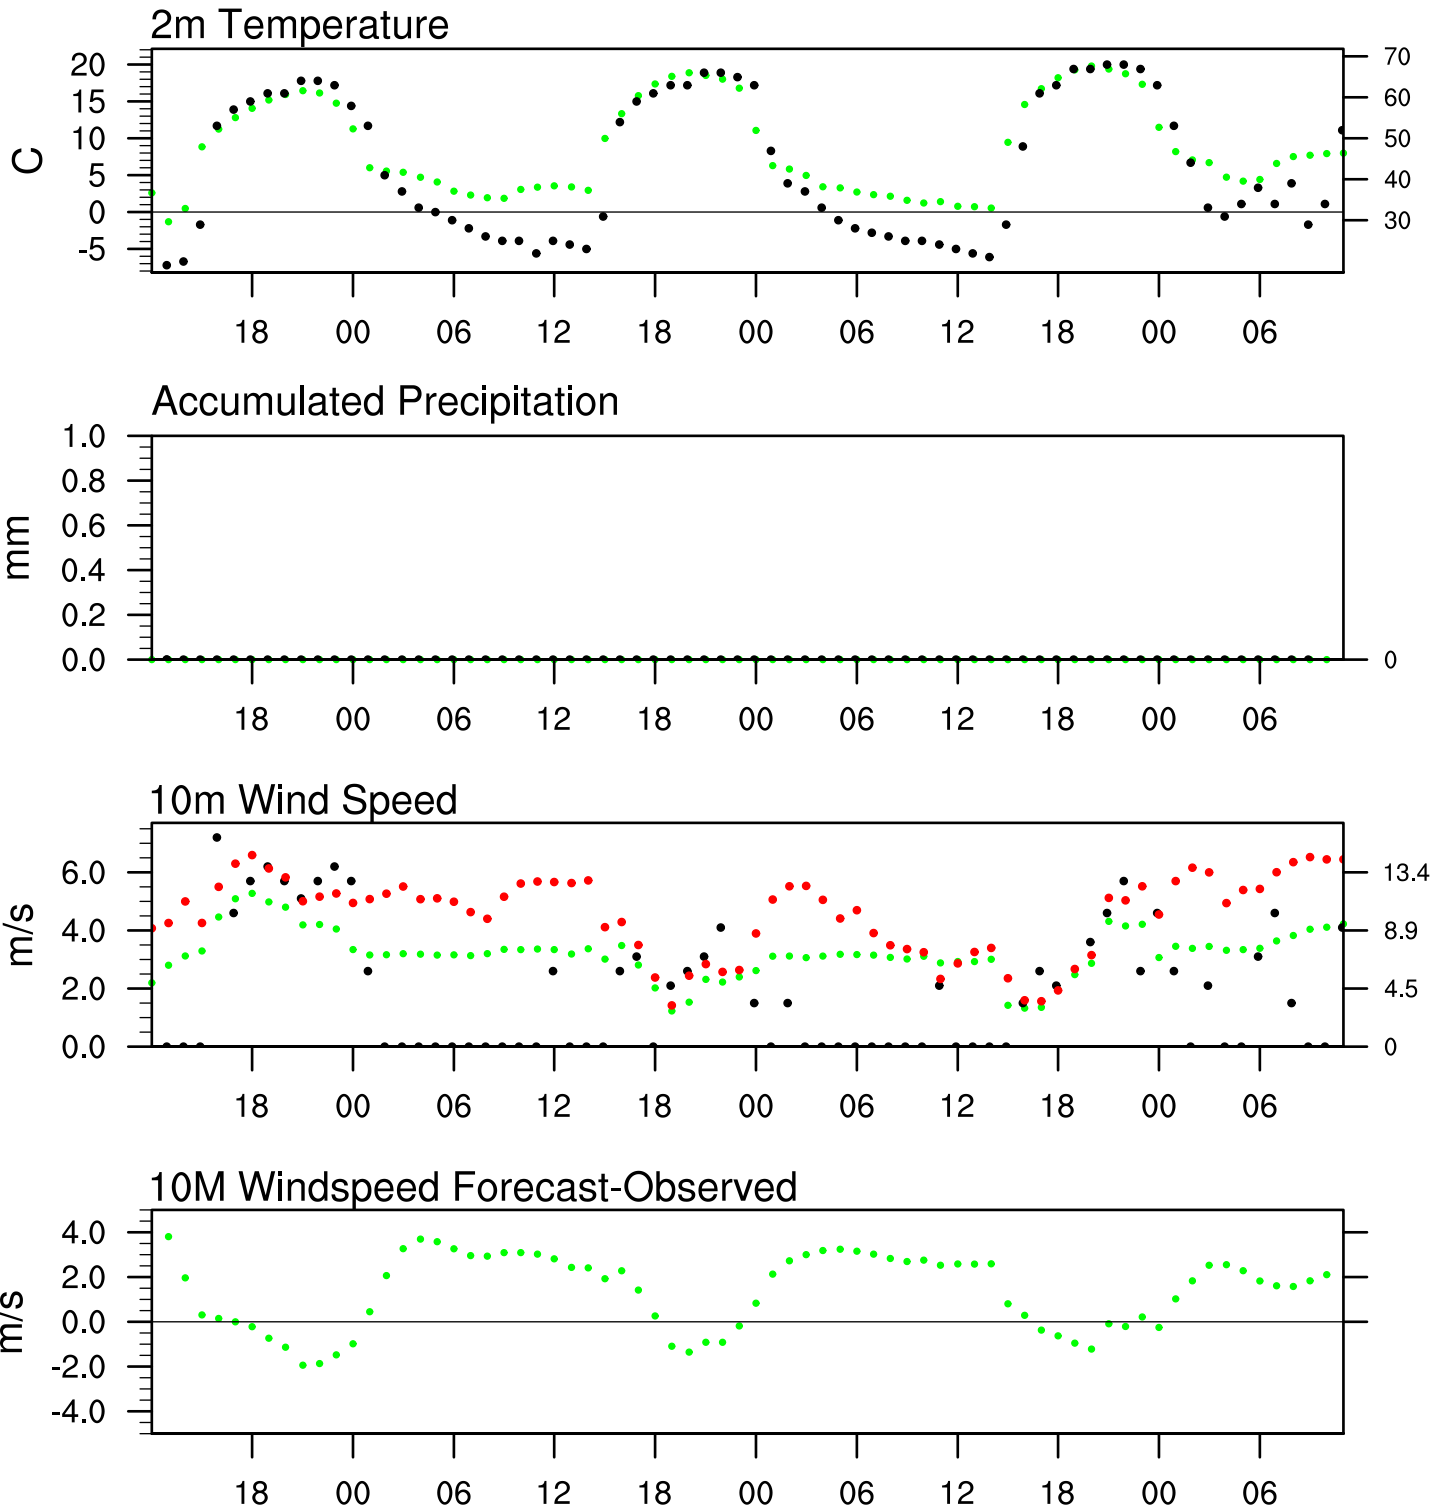 2m Temperature
20
15
10
5
0
-5
C
70
60
50
40
30
18 00 06 12 18 00 06 12 18 00 06
Accumulated Precipitation
1.0
0.8
0.6
0.4
0.2
0.0
mm
0
18 00 06 12 18 00 06 12 18 00 06
10m Wind Speed
6.0
4.0
2.0
0.0
m/s
13.4
8.9
4.5
0
18 00 06 12 18 00 06 12 18 00 06
10M Windspeed Forecast-Observed
4.0
2.0
0.0
-2.0
-4.0
m/s
18 00 06 12 18 00 06 12 18 00 06